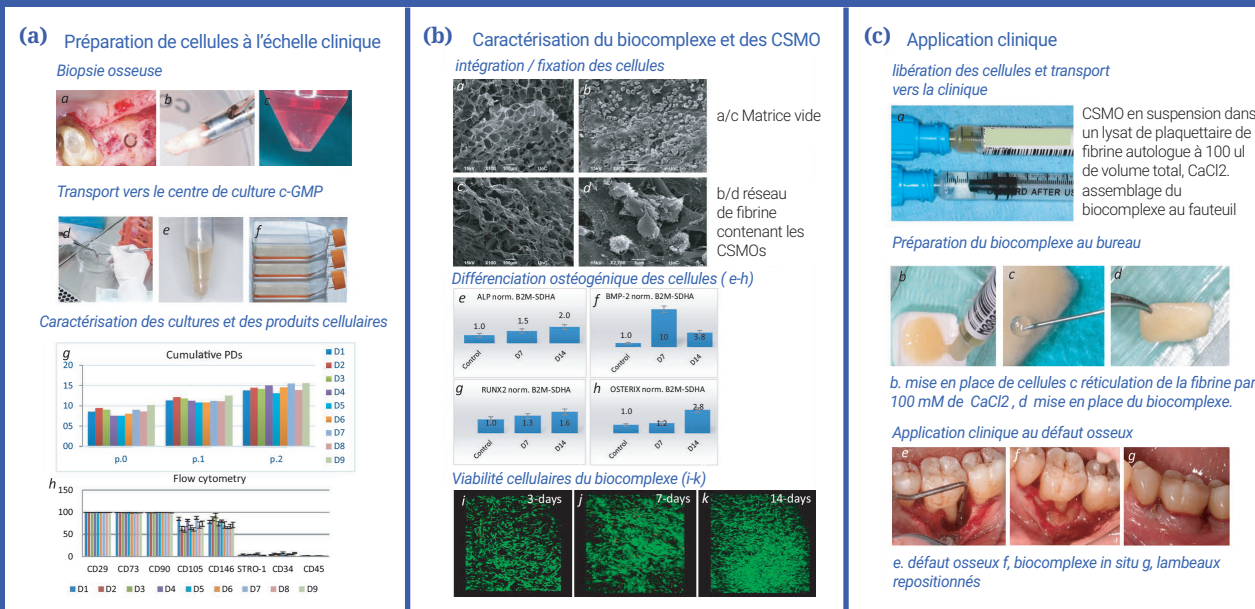 (a) Préparation de cellules à l'échelle clinique
Biopsie osseuse
a
b
c
Transport vers le centre de culture c-GMP
d
e
f
Caractérisation des cultures et des produits cellulaires
g
Cumulative PDs
20
15
10
05
00
p.0
p.1
p.2
D1
D2
D3
D4
D5
D6
D7
D8
D9
h
Flow cytometry
150
100
50
0
CD29 CD73 CD90 CD105 CD146 STRO-1 CD34 CD45
D1 D2 D3 D4 D5 D6 D7 D8 D9
(b) Caractérisation du biocomplexe et des CSMO
intégration / fixation des cellules
a
b
15kV X100 100µm UoC
a/c Matrice vide
c
d
b/d réseau
de fibrine
contenant les
CSMOs
Différenciation ostéogénique des cellules ( e-h)
e
ALP norm. B2M-SDHA
1.0
1.5
2.0
Control
D7
D14
f
BMP-2 norm. B2M-SDHA
1.0
10
3.8
Control
D7
D14
g
RUNX2 norm. B2M-SDHA
1.0
1.3
1.6
Control
D7
D14
h
OSTERIX norm. B2M-SDHA
1.0
1.2
2.8
Control
D7
D14
Viabilité cellulaires du biocomplexe (i-k)
i
3-days
j
7-days
k
14-days
(c) Application clinique
libération des cellules et transport
vers la clinique
a
CSMO en suspension dans
un lysat de plaquettaire de
fibrine autologue à 100 ul
de volume total, CaCl2.
assemblage du
biocomplexe au fauteuil
Préparation du biocomplexe au bureau
b
c
d
b. mise en place de cellules c réticulation de la fibrine par
100 mM de CaCl2 , d mise en place du biocomplexe.
Application clinique au défaut osseux
e
f
g
e. défaut osseux f, biocomplexe in situ g, lambeaux
repositionnés